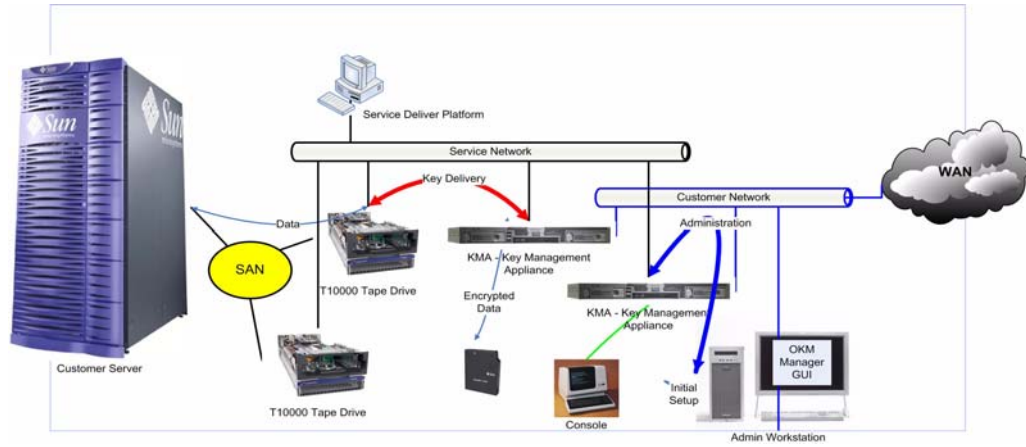 Sun
Sun
Service Deliver Platform
Service Network
Key Delivery
Customer Network
WAN
Data
Administration
SAN
KMA - Key Management
Appliance
T10000 Tape Drive
Encrypted
Data
KMA - Key Management
Appliance
OKM
Manager
GUI
Customer Server
Initial
Setup
T10000 Tape Drive
Console
Admin Workstation